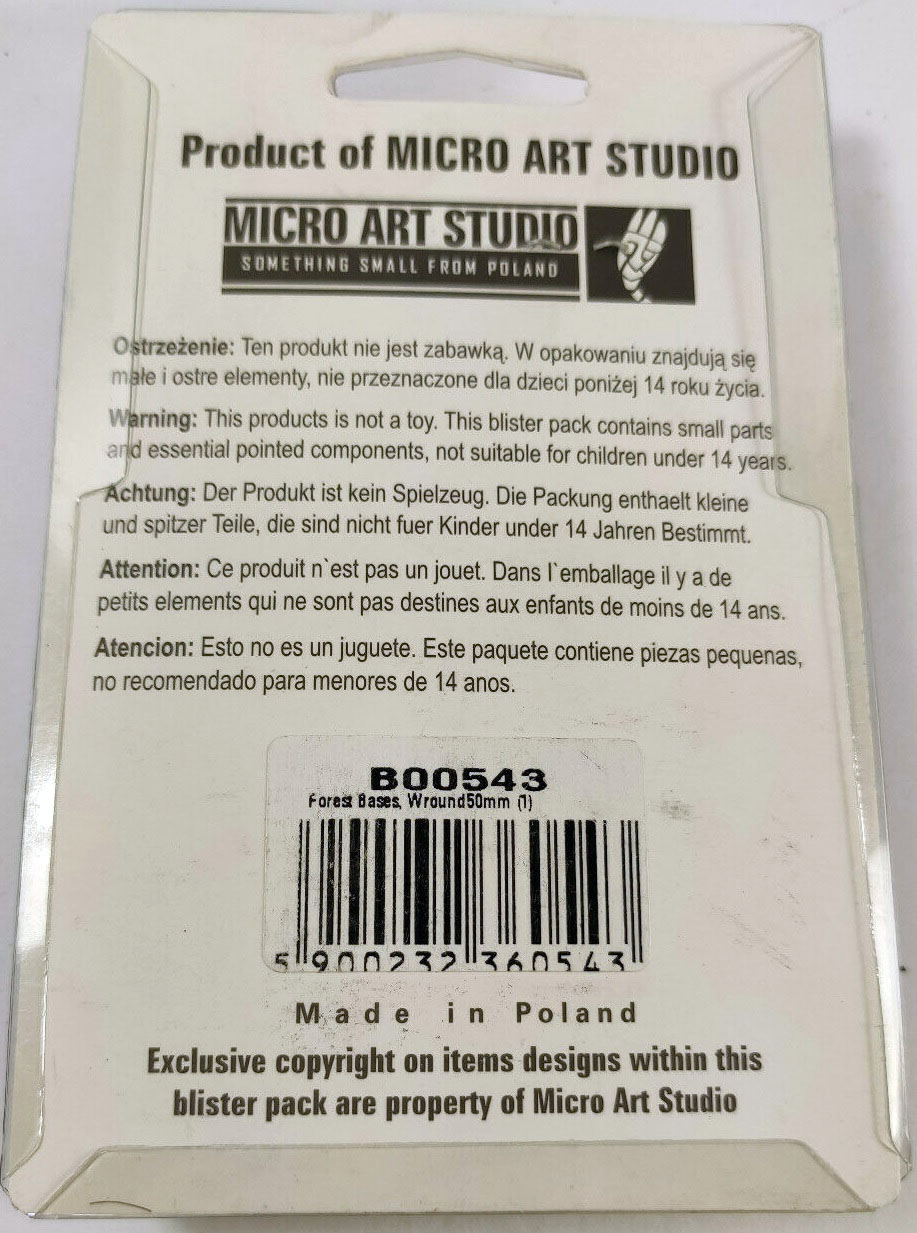 Product of MICRO ART STUDIO
MICRO ART STUDIO
SOMETHING SMALL FROM POLAND
Ostrzeżenie: Ten produkt nie jest zabawką. W opakowaniu znajdują się
małe i ostre elementy, nie przeznaczone dla dzieci poniżej 14 roku życia.
Warning: This products is not a toy. This blister pack contains small parts
and essential pointed components, not suitable for children under 14 years.
Achtung: Der Produkt ist kein Spielzeug. Die Packung enthaelt kleine
und spitzer Teile, die sind nicht fuer Kinder under 14 Jahren Bestimmt.
Attention: Ce produit n`est pas un jouet. Dans l`emballage il y a de
petits elements qui ne sont pas destines aux enfants de moins de 14 ans.
Atencion: Esto no es un juguete. Este paquete contiene piezas pequenas,
no recomendado para menores de 14 anos.
B00543
Forest Bases, Wround50mm (1)
5 900232 360543
Made in Poland
Exclusive copyright on items designs within this
blister pack are property of Micro Art Studio